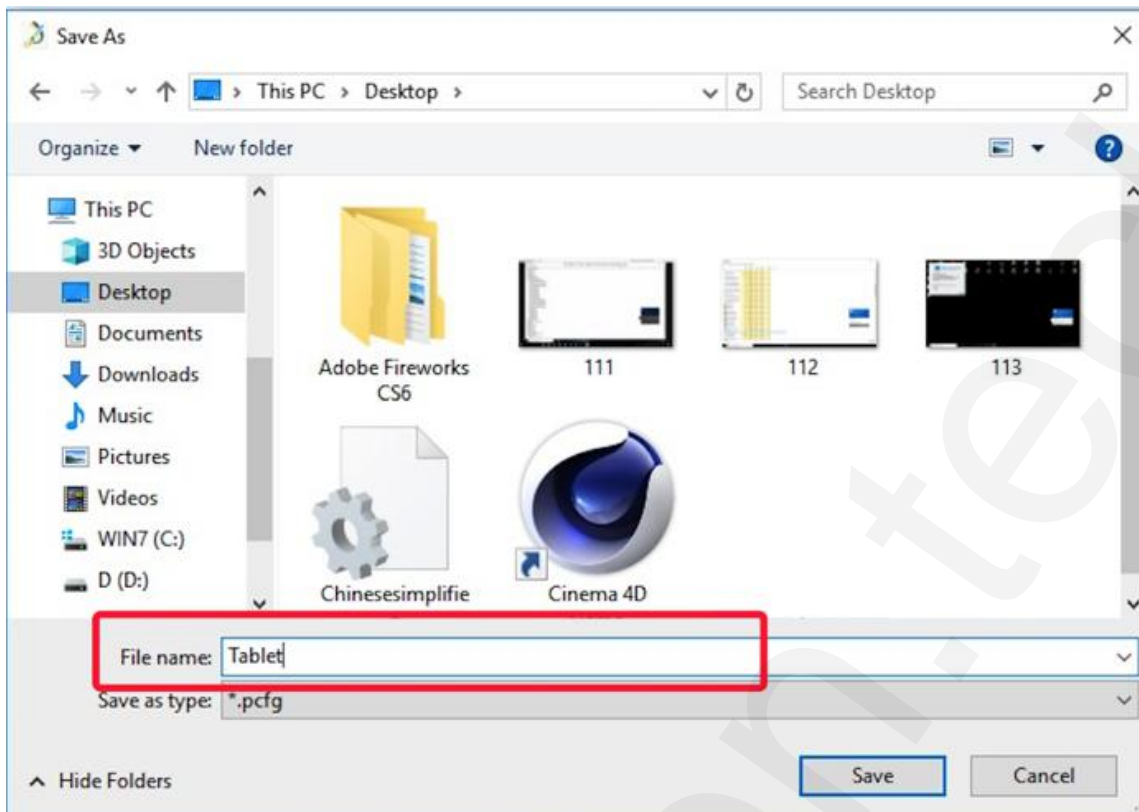 Save As
This PC > Desktop >
Search Desktop
Organize
New folder
This PC
3D Objects
Desktop
Documents
Downloads
Music
Pictures
Videos
WIN7 (C:)
D (D:)
Adobe Fireworks
CS6
111
112
113
Chinesesimplifie
Cinema 4D
File name: Tablet
Save as type: *.pcfg
Hide Folders
Save
Cancel